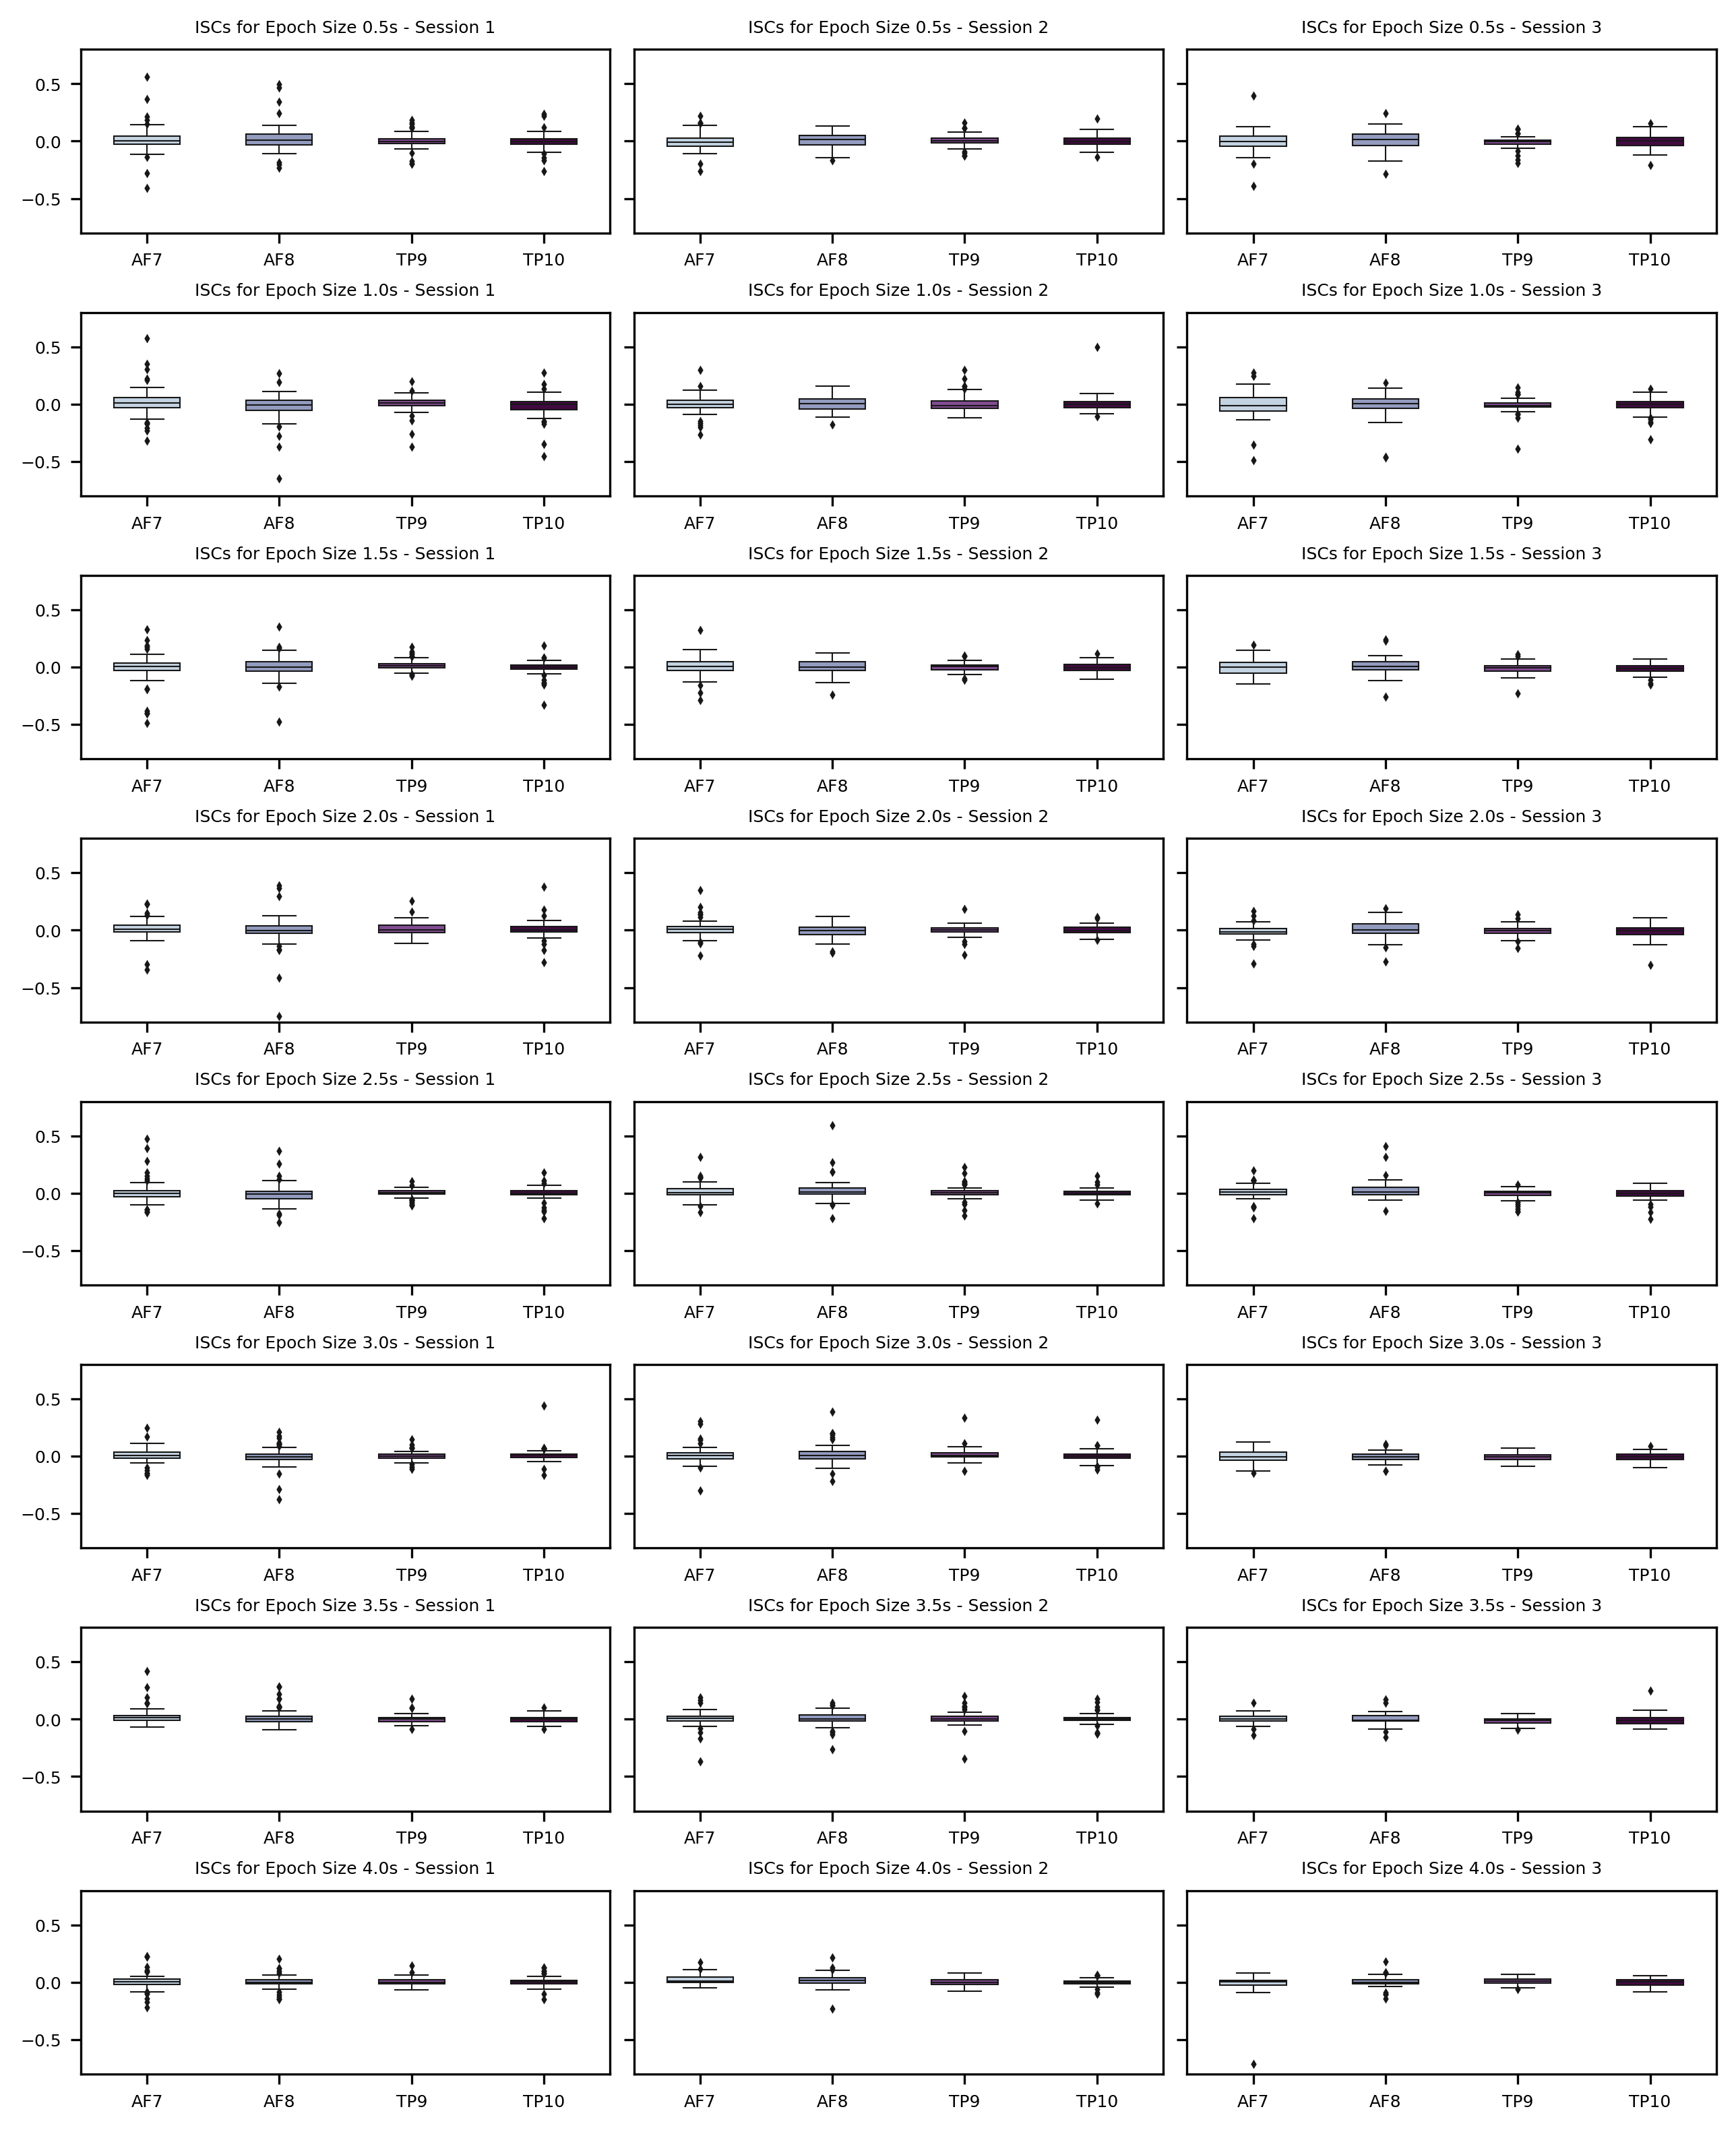 ISCs for Epoch Size 0.5s - Session 1 ISCs for Epoch Size 0.5s - Session 2 ISCs for Epoch Size 0.5s - Session 3
0.5
0.0
−0.5
AF7 AF8 TP9 TP10 AF7 AF8 TP9 TP10 AF7 AF8 TP9 TP10
ISCs for Epoch Size 1.0s - Session 1 ISCs for Epoch Size 1.0s - Session 2 ISCs for Epoch Size 1.0s - Session 3
0.5
0.0
−0.5
AF7 AF8 TP9 TP10 AF7 AF8 TP9 TP10 AF7 AF8 TP9 TP10
ISCs for Epoch Size 1.5s - Session 1 ISCs for Epoch Size 1.5s - Session 2 ISCs for Epoch Size 1.5s - Session 3
0.5
0.0
−0.5
AF7 AF8 TP9 TP10 AF7 AF8 TP9 TP10 AF7 AF8 TP9 TP10
ISCs for Epoch Size 2.0s - Session 1 ISCs for Epoch Size 2.0s - Session 2 ISCs for Epoch Size 2.0s - Session 3
0.5
0.0
−0.5
AF7 AF8 TP9 TP10 AF7 AF8 TP9 TP10 AF7 AF8 TP9 TP10
ISCs for Epoch Size 2.5s - Session 1 ISCs for Epoch Size 2.5s - Session 2 ISCs for Epoch Size 2.5s - Session 3
0.5
0.0
−0.5
AF7 AF8 TP9 TP10 AF7 AF8 TP9 TP10 AF7 AF8 TP9 TP10
ISCs for Epoch Size 3.0s - Session 1 ISCs for Epoch Size 3.0s - Session 2 ISCs for Epoch Size 3.0s - Session 3
0.5
0.0
−0.5
AF7 AF8 TP9 TP10 AF7 AF8 TP9 TP10 AF7 AF8 TP9 TP10
ISCs for Epoch Size 3.5s - Session 1 ISCs for Epoch Size 3.5s - Session 2 ISCs for Epoch Size 3.5s - Session 3
0.5
0.0
−0.5
AF7 AF8 TP9 TP10 AF7 AF8 TP9 TP10 AF7 AF8 TP9 TP10
ISCs for Epoch Size 4.0s - Session 1 ISCs for Epoch Size 4.0s - Session 2 ISCs for Epoch Size 4.0s - Session 3
0.5
0.0
−0.5
AF7 AF8 TP9 TP10 AF7 AF8 TP9 TP10 AF7 AF8 TP9 TP10